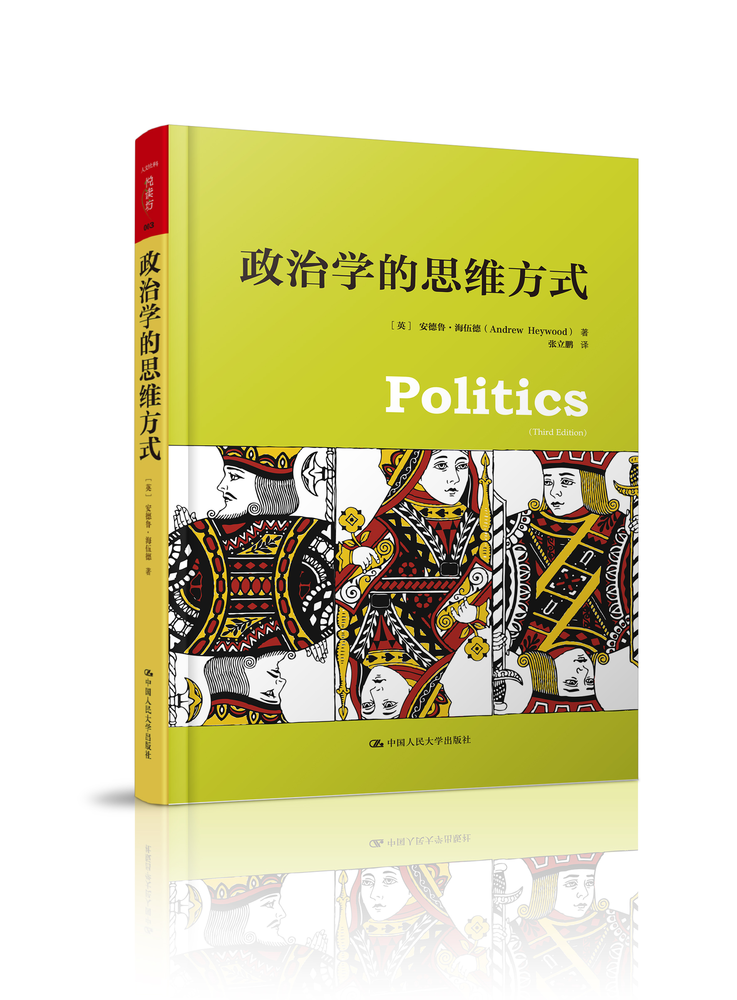 人文社科
悦读坊
003
政治学的思维方式
［英］ 安德鲁·海伍德 著
中国人民大学出版社
政治学的思维方式
［英］ 安德鲁·海伍德（Andrew Heywood） 著
张立鹏 译
Politics
（Third Edition）
中国人民大学出版社